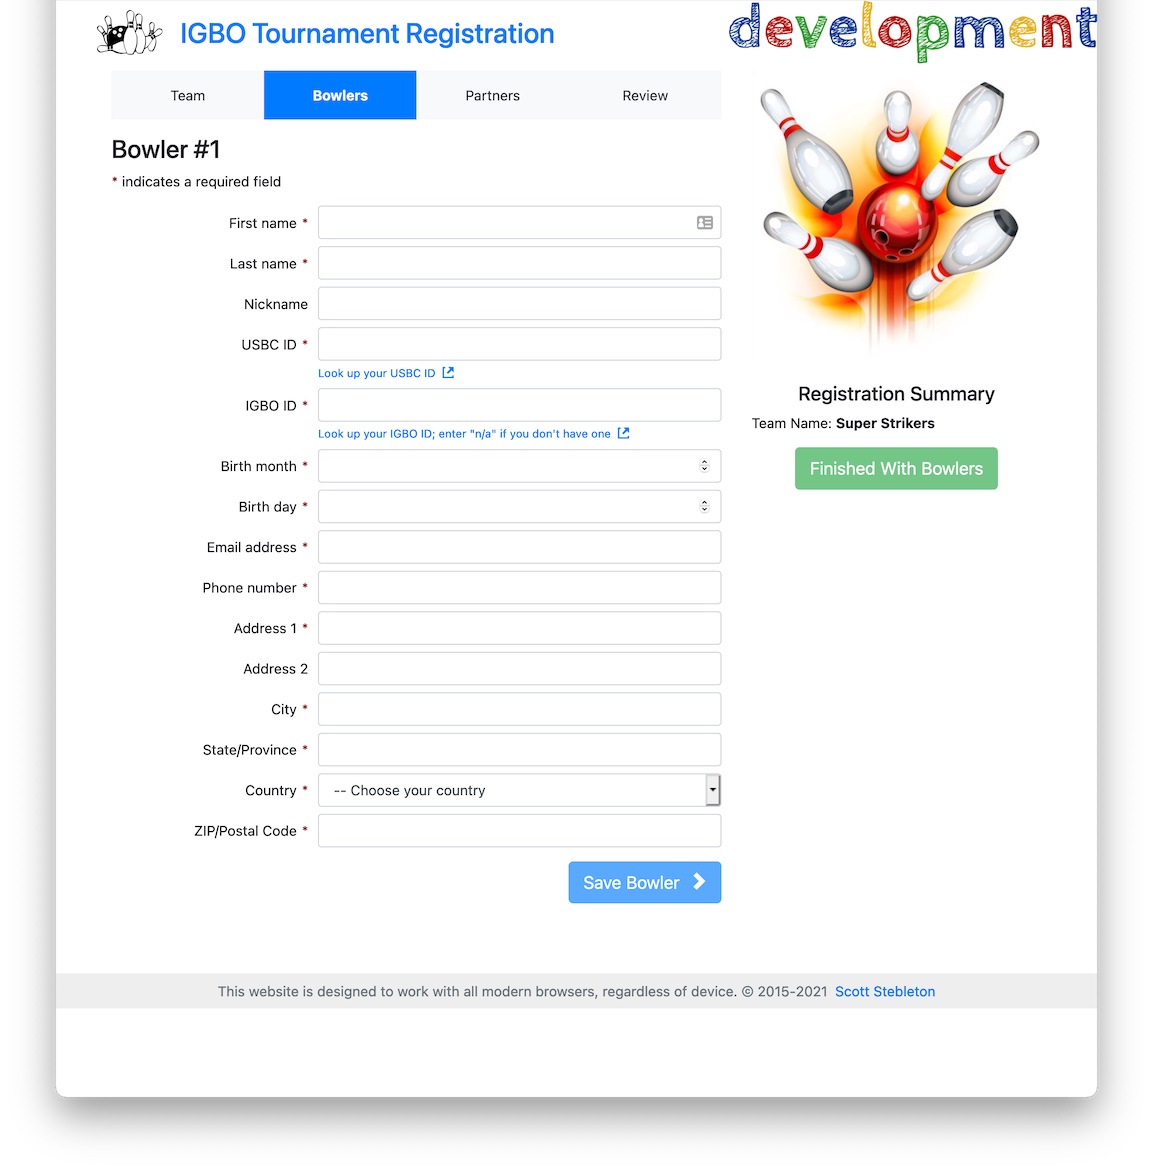 IGBO Tournament Registration
development
Team Bowlers Partners Review
Bowler #1
* indicates a required field
First name *
Last name *
Nickname
USBC ID *
Look up your USBC ID
IGBO ID *
Look up your IGBO ID; enter "n/a" if you don't have one
Birth month *
Birth day *
Email address *
Phone number *
Address 1 *
Address 2
City *
State/Province *
Country * -- Choose your country
ZIP/Postal Code *
Save Bowler
Registration Summary
Team Name: Super Strikers
Finished With Bowlers
This website is designed to work with all modern browsers, regardless of device. © 2015-2021 Scott Stebleton